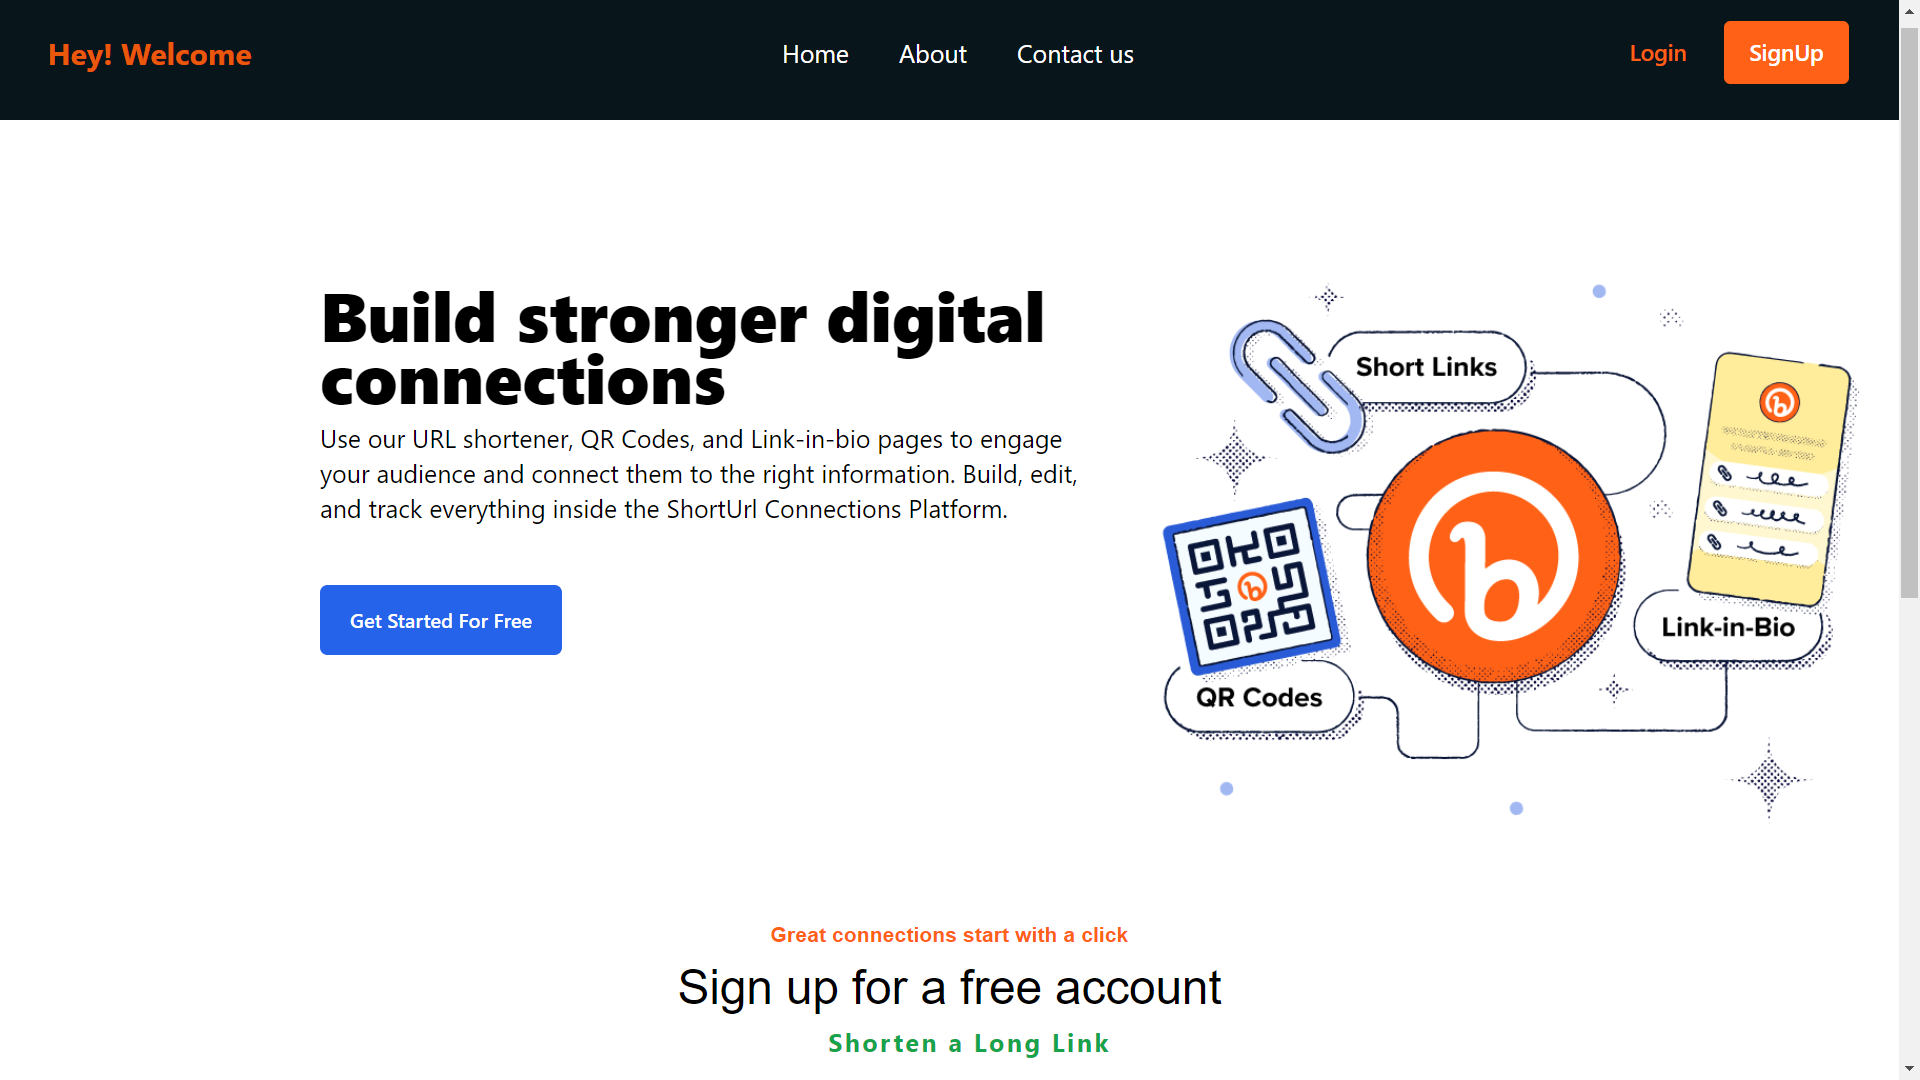 Hey! Welcome
Home
About
Contact us
Login
SignUp
Build stronger digital
connections
Use our URL shortener, QR Codes, and Link-in-bio pages to engage
your audience and connect them to the right information. Build, edit,
and track everything inside the ShortUrl Connections Platform.
Get Started For Free
Short Links
b
QR Codes
Link-in-Bio
Great connections start with a click
Sign up for a free account
Shorten a Long Link